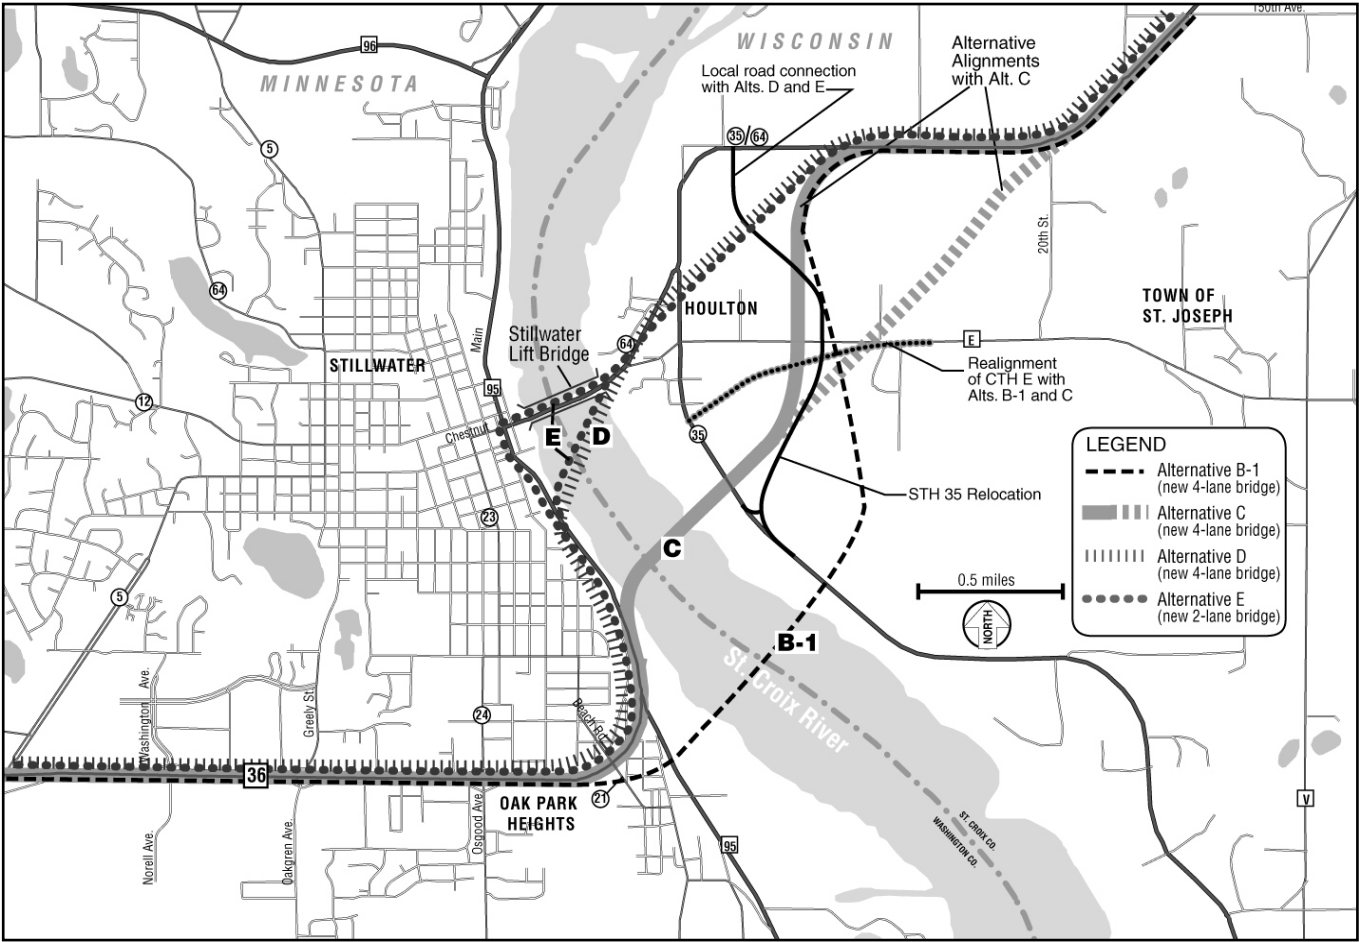 150th Ave.
WISCONSIN
Alternative
Alignments
with Alt. C
96
MINNESOTA
Local road connection
with Alts. D and E
35/64
5
20th St.
64
HOULTON
TOWN OF
ST. JOSEPH
Main
Stillwater
Lift Bridge
64
E
STILLWATER
Realignment
of CTH E with
Alts. B-1 and C
95
12
Chestnut
E
D
35
LEGEND
Alternative B-1
(new 4-lane bridge)
Alternative C
(new 4-lane bridge)
Alternative D
(new 4-lane bridge)
Alternative E
(new 2-lane bridge)
STH 35 Relocation
23
C
0.5 miles
NORTH
5
B-1
St. Croix River
Washington Ave.
Greely St.
24
Beach Rd.
36
21
OAK PARK
HEIGHTS
V
Norell Ave.
Oakgren Ave.
Osgood Ave.
95
ST. CROIX CO.
WASHINGTON CO.